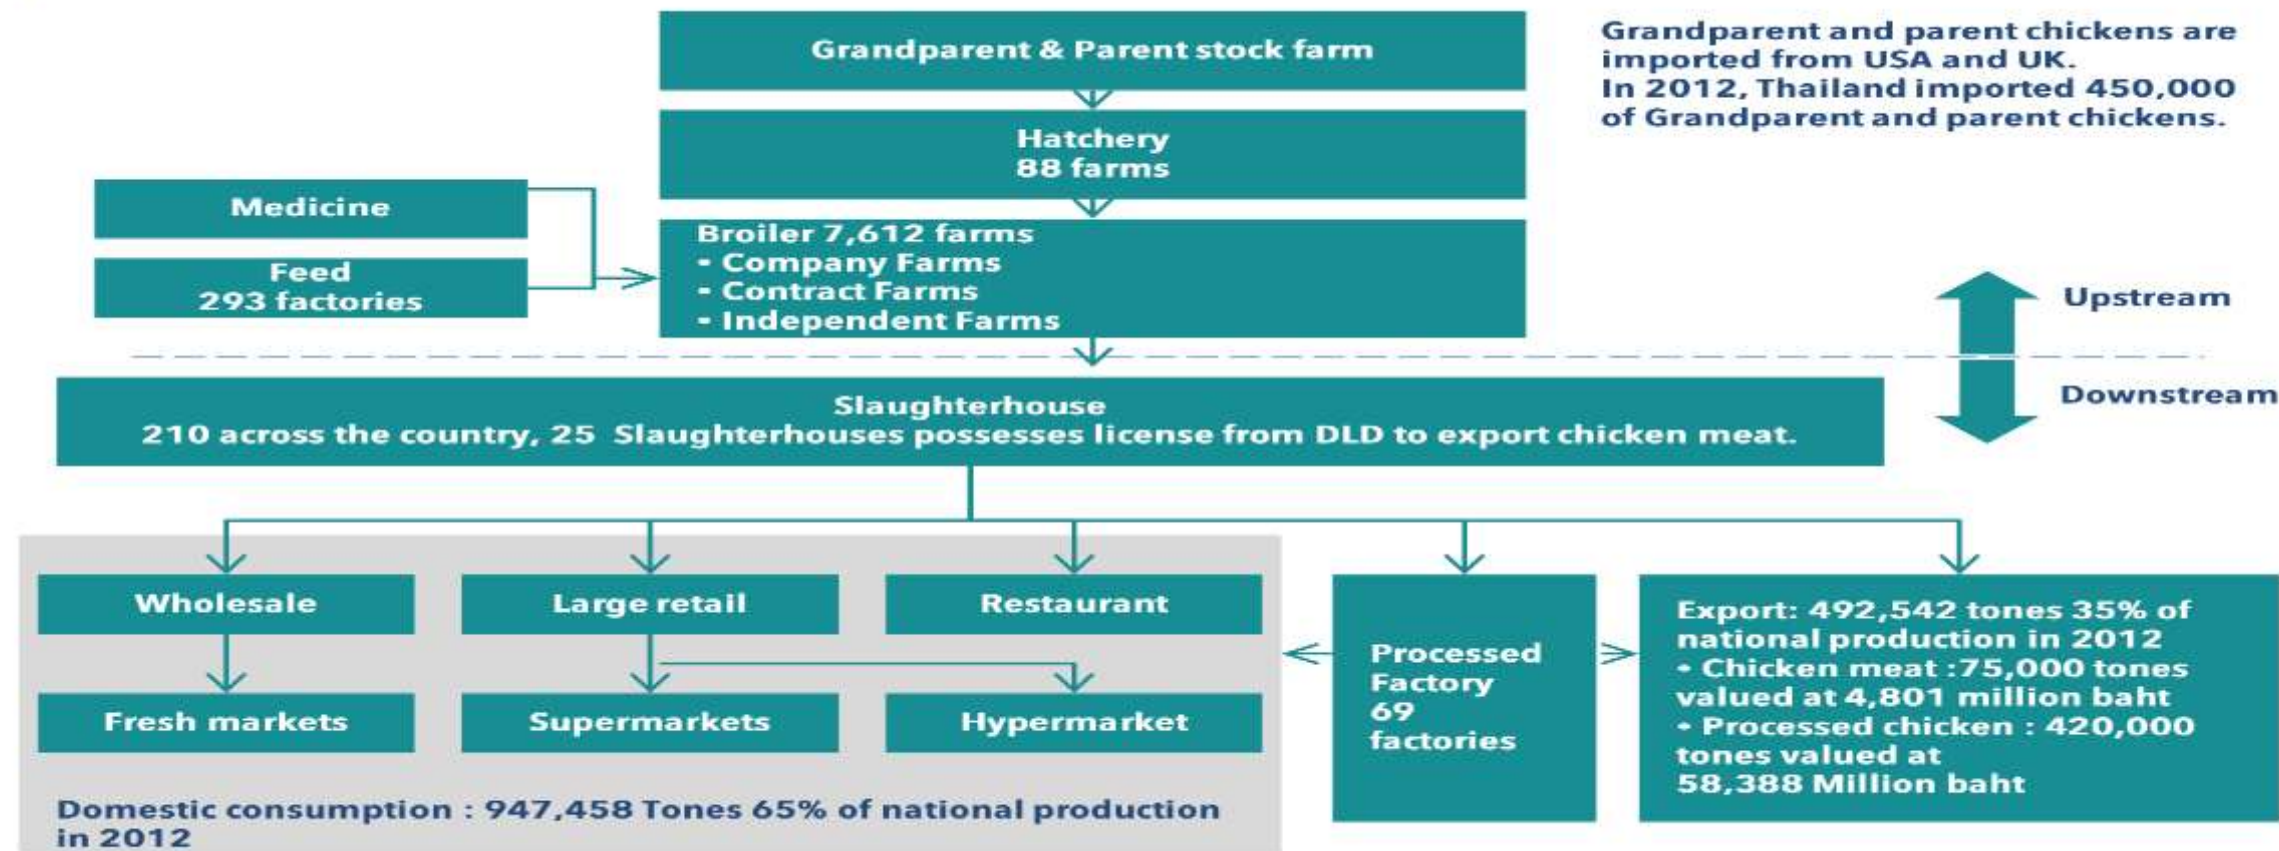 Grandparent & Parent stock farm
Grandparent and parent chickens are
imported from USA and UK.
In 2012, Thailand imported 450,000
of Grandparent and parent chickens.
Hatchery
88 farms
Medicine
Feed
293 factories
Broiler 7,612 farms
• Company Farms
• Contract Farms
• Independent Farms
Upstream
Downstream
Slaughterhouse
210 across the country, 25 Slaughterhouses possesses license from DLD to export chicken meat.
Wholesale
Large retail
Restaurant
Fresh markets
Supermarkets
Hypermarket
Domestic consumption : 947,458 Tones 65% of national production
in 2012
Processed
Factory
69
factories
Export: 492,542 tones 35% of
national production in 2012
• Chicken meat :75,000 tones
valued at 4,801 million baht
• Processed chicken : 420,000
tones valued at
58,388 Million baht